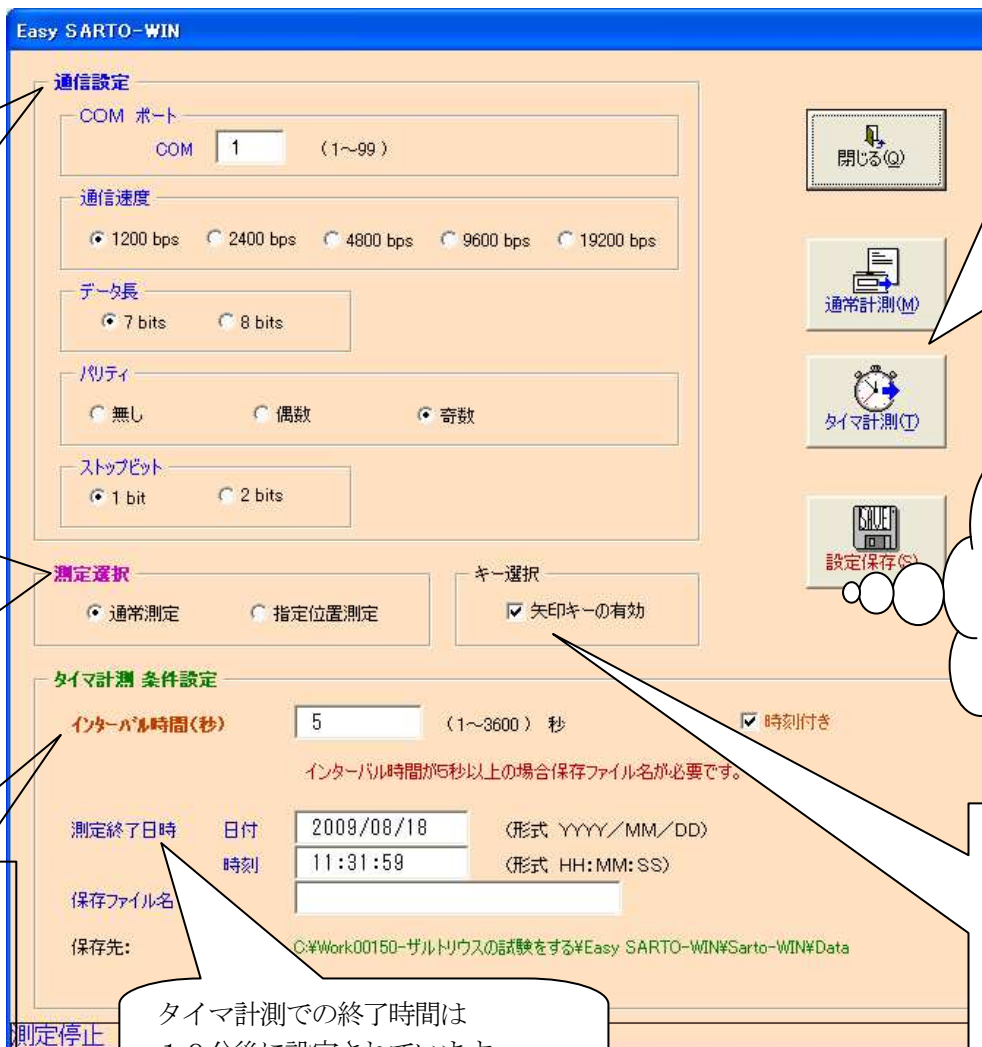 Easy SARTO-WIN
通信設定
COM ポート
COM 1 (1～99)
閉じる(Q)
通信速度
1200 bps 2400 bps 4800 bps 9600 bps 19200 bps
データ長
7 bits 8 bits
通常計測(M)
パリティ
無し 偶数 奇数
タイマ計測(T)
ストップビット
1 bit 2 bits
SAVE!
設定保存(S)
測定選択
通常測定 指定位置測定
キー選択
矢印キーの有効
タイマ計測 条件設定
インターバル時間(秒) 5 (1～3600) 秒 時刻付き
インターバル時間が5秒以上の場合保存ファイル名が必要です。
測定終了日時 日付 2009/08/18 (形式 YYYY/MM/DD)
時刻 11:31:59 (形式 HH:MM:SS)
保存ファイル名
保存先: C:¥Work00150-ザルトリウスの試験をする¥Easy SARTO-WIN¥Sarto-WIN¥Data
タイマ計測での終了時間は
測定停止